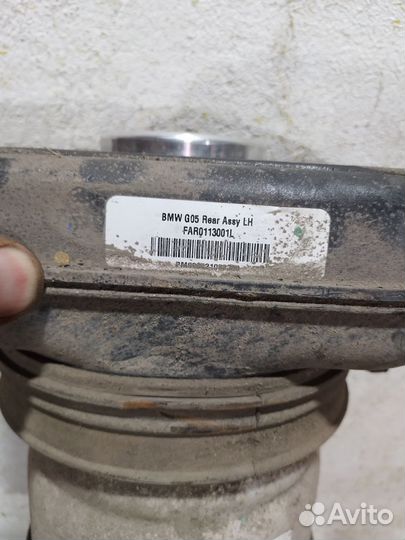 BMW G05 Rear Assy LH
FAR0113001L
Avito